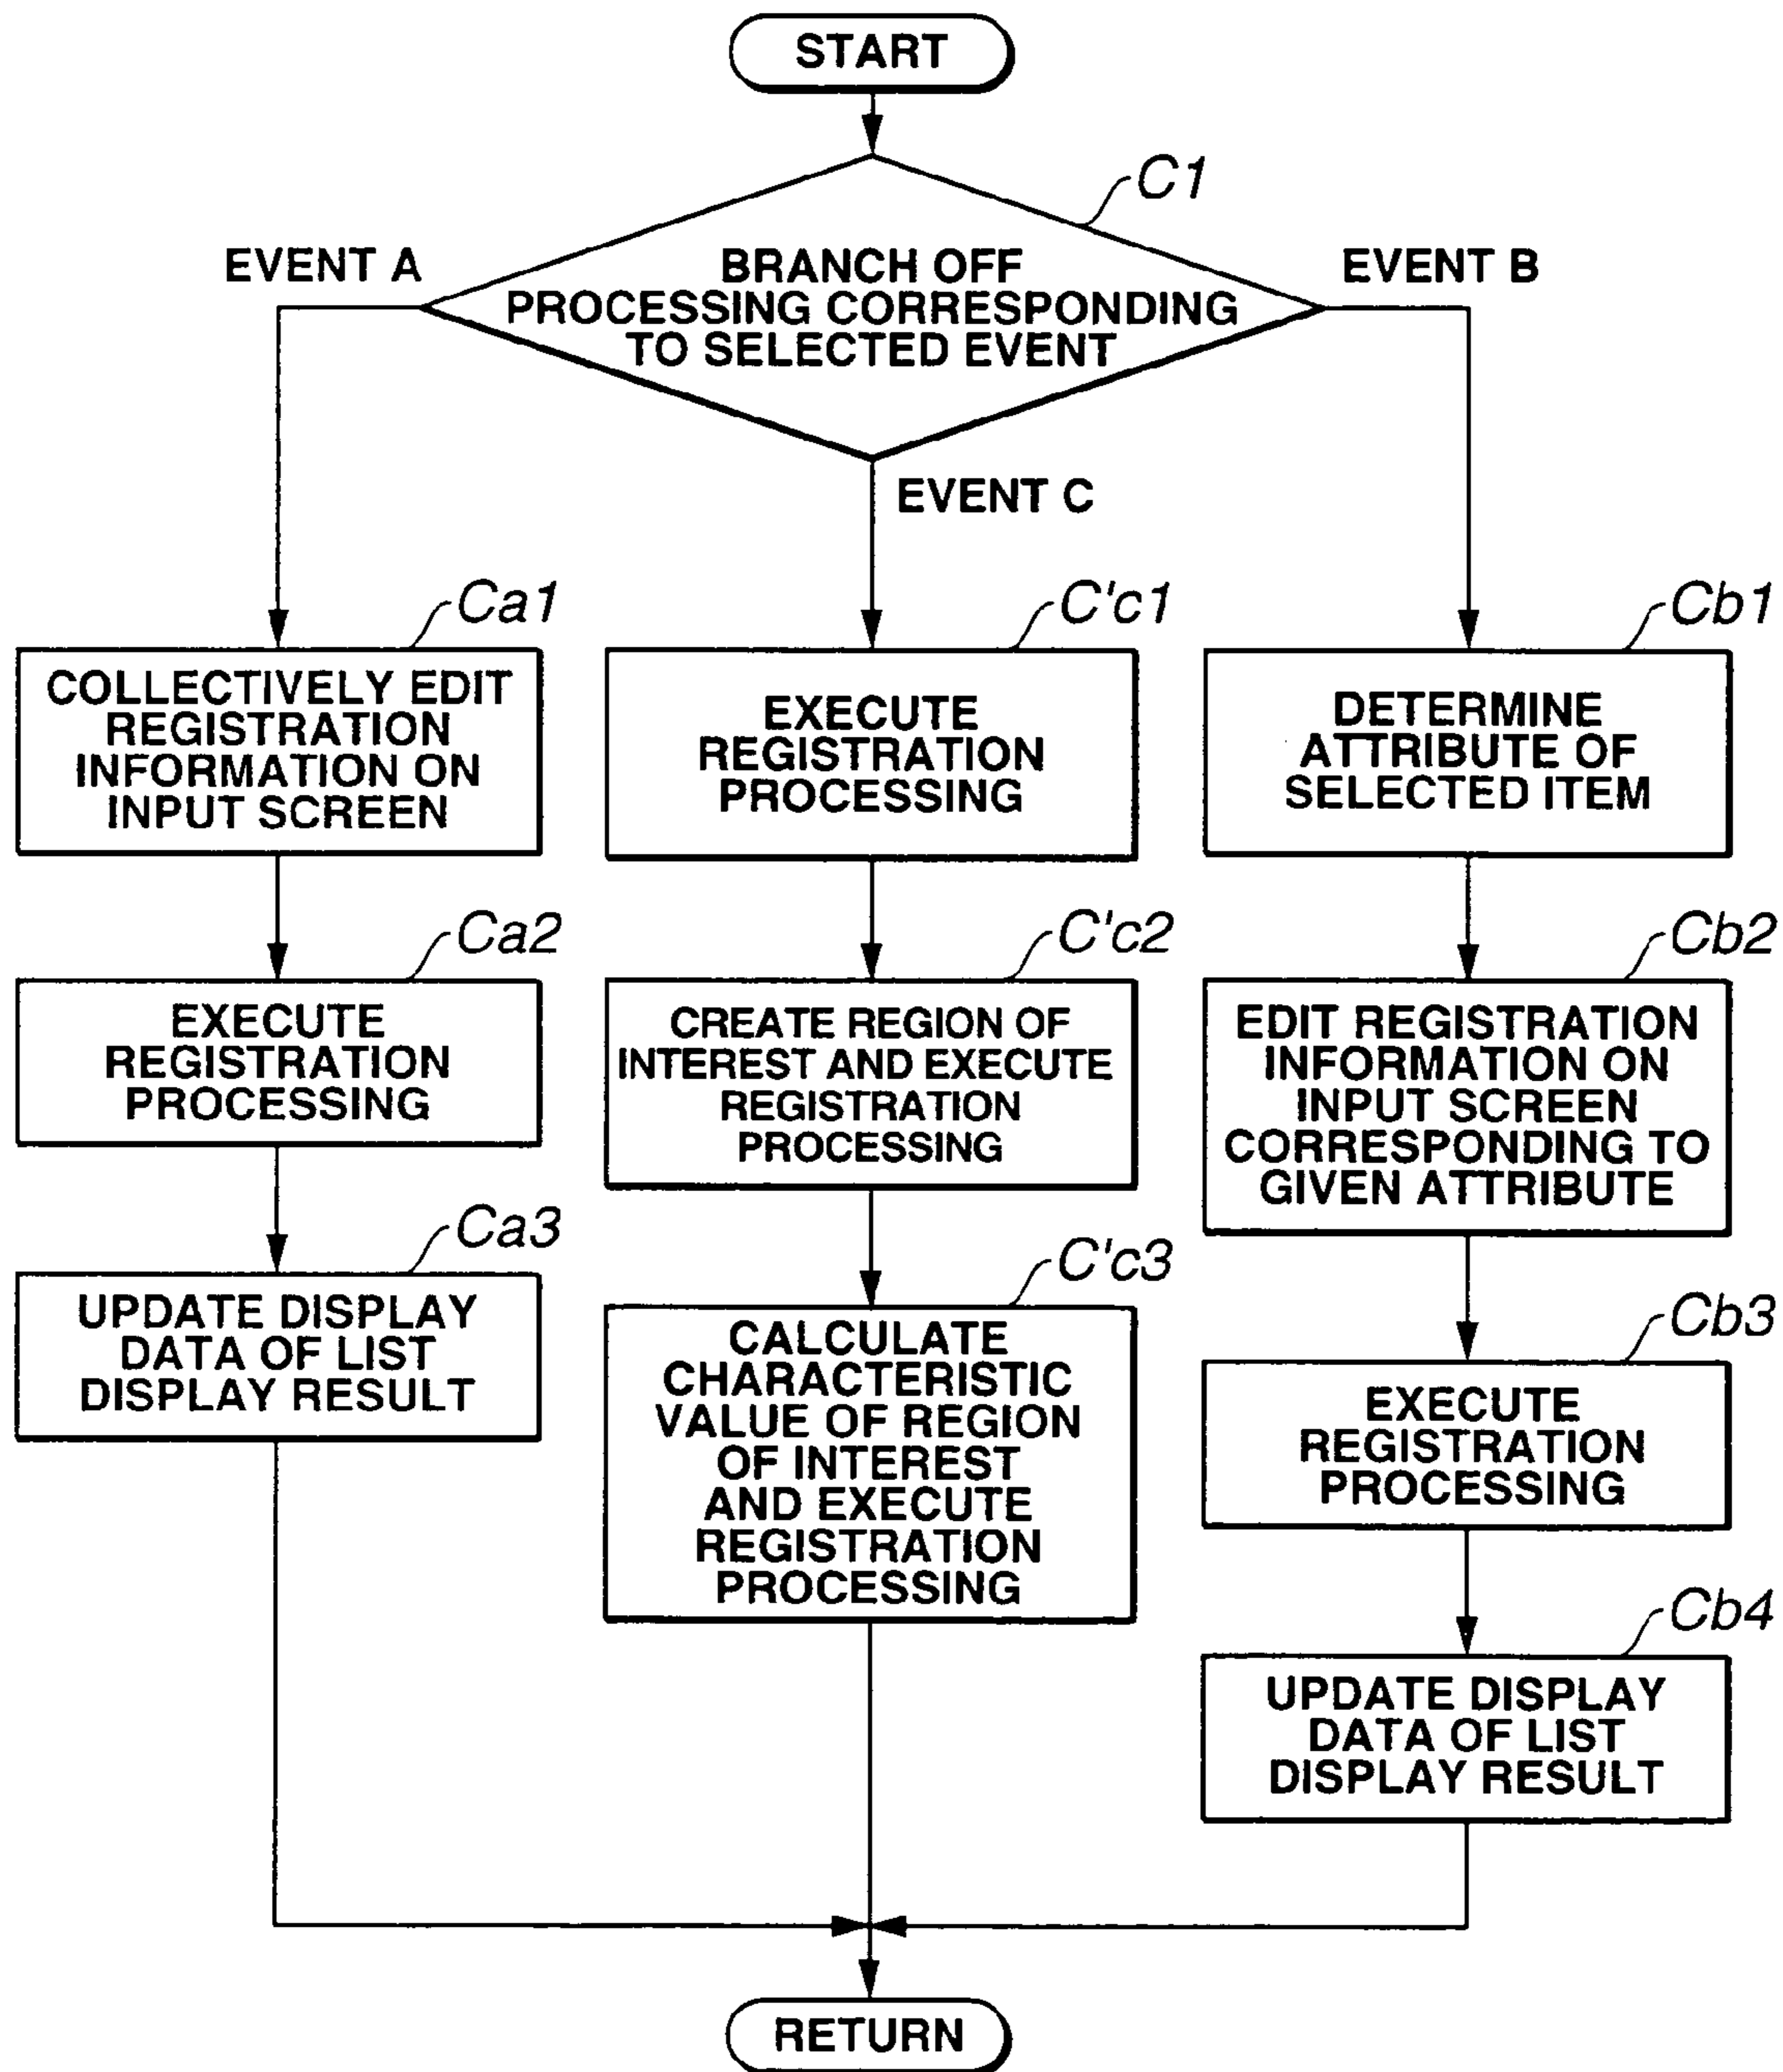 START
C1
EVENT A
BRANCH OFF
PROCESSING CORRESPONDING
TO SELECTED EVENT
EVENT B
EVENT C
Ca1
COLLECTIVELY EDIT
REGISTRATION
INFORMATION ON
INPUT SCREEN
Ca2
EXECUTE
REGISTRATION
PROCESSING
Ca3
UPDATE DISPLAY
DATA OF LIST
DISPLAY RESULT
C'c1
EXECUTE
REGISTRATION
PROCESSING
C'c2
CREATE REGION OF
INTEREST AND EXECUTE
REGISTRATION
PROCESSING
C'c3
CALCULATE
CHARACTERISTIC
VALUE OF REGION
OF INTEREST
AND EXECUTE
REGISTRATION
PROCESSING
Cb1
DETERMINE
ATTRIBUTE OF
SELECTED ITEM
Cb2
EDIT REGISTRATION
INFORMATION ON
INPUT SCREEN
CORRESPONDING TO
GIVEN ATTRIBUTE
Cb3
EXECUTE
REGISTRATION
PROCESSING
Cb4
UPDATE DISPLAY
DATA OF LIST
DISPLAY RESULT
RETURN